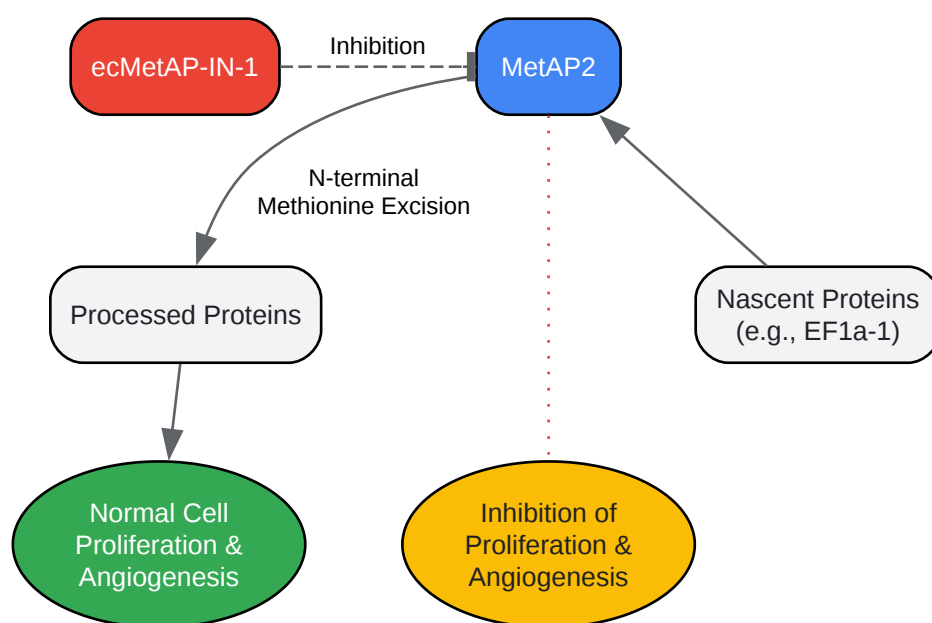 Inhibition
ecMetAP-IN-1
MetAP2
N-terminal
Methionine Excision
Processed Proteins
Nascent Proteins
(e.g., EF1a-1)
Normal Cell
Proliferation &
Angiogenesis
Inhibition of
Proliferation &
Angiogenesis